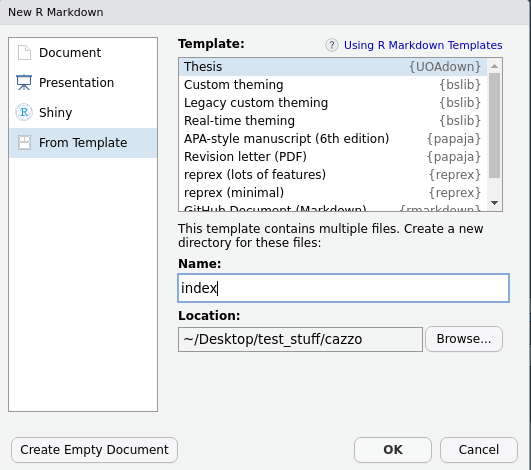 New R Markdown
Document
Presentation
Shiny
From Template
Template:
Using R Markdown Templates
Thesis {UOAdown}
Custom theming {bslib}
Legacy custom theming {bslib}
Real-time theming {bslib}
APA-style manuscript (6th edition) {papaja}
Revision letter (PDF) {papaja}
reprex (lots of features) {reprex}
reprex (minimal) {reprex}
GitHub Document (Markdown) {rmarkdown}
This template contains multiple files. Create a new
directory for these files:
Name:
index
Location:
~/Desktop/test_stuff/cazzo
Browse...
Create Empty Document
OK
Cancel